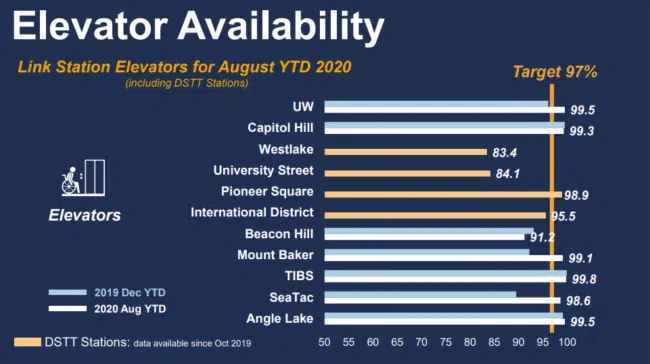 Elevator Availability
Link Station Elevators for August YTD 2020
(including DSTT Stations)
Target 97%
UW 99.5
Capitol Hill 99.3
Westlake 83.4
University Street 84.1
Pioneer Square 98.9
International District 95.5
Elevators
Beacon Hill 91.2
Mount Baker 99.1
TIBS 99.8
2019 Dec YTD
SeaTac 98.6
2020 Aug YTD
Angle Lake 99.5
DSTT Stations: data available since Oct 2019
50 55 60 65 70 75 80 85 90 95 100